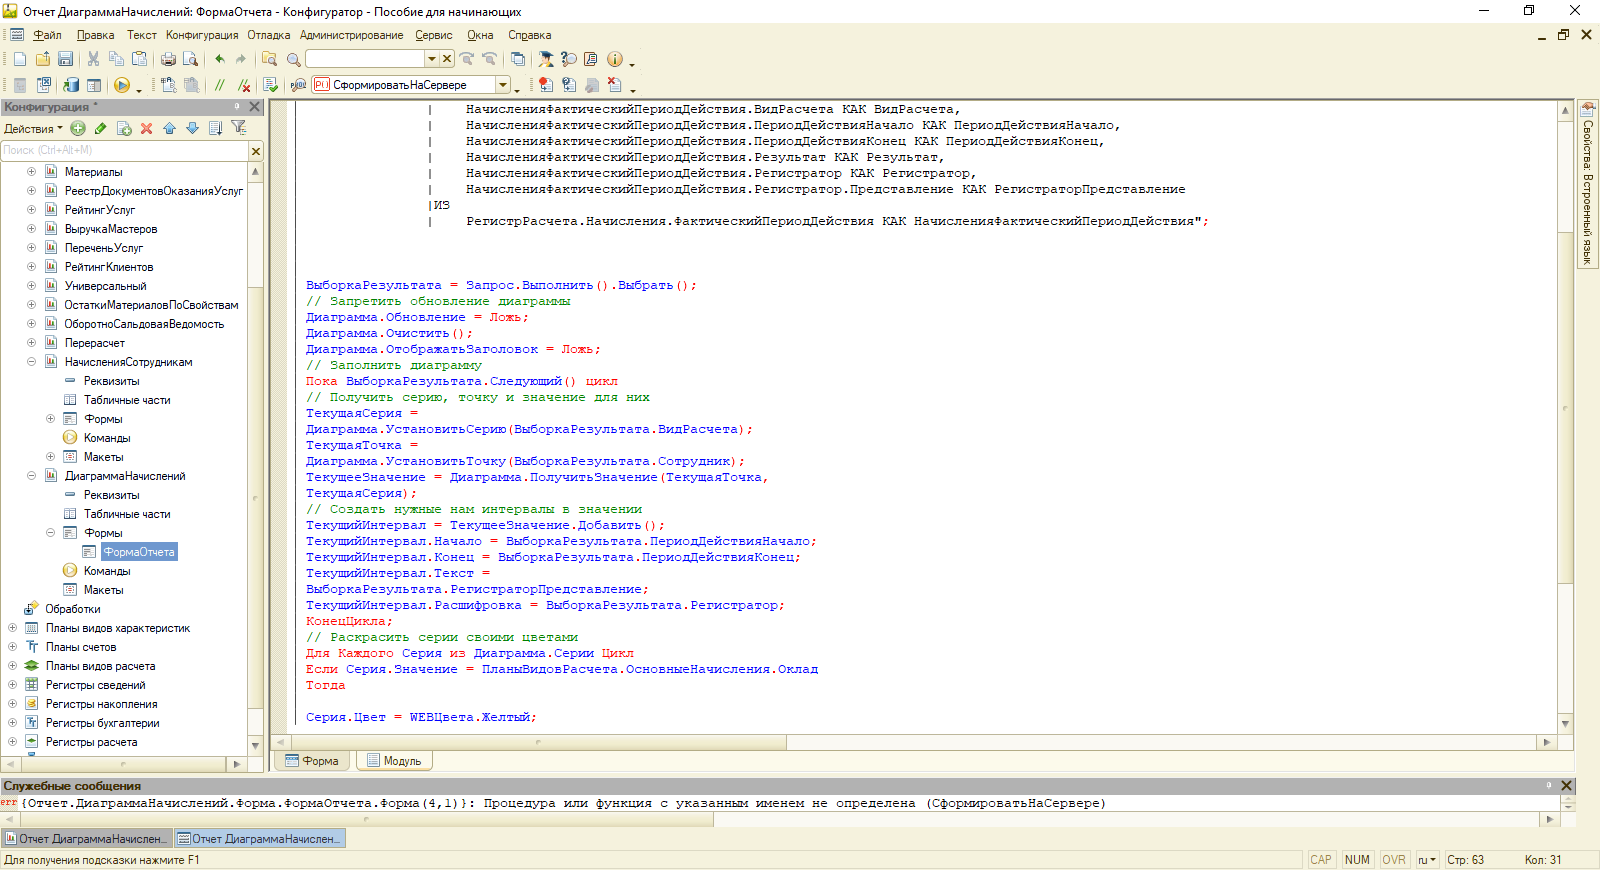 Отчет ДиаграммаНачислений: ФормаОтчета - Конфигуратор - Пособие для начинающих
Файл Правка Текст Конфигурация Отладка Администрирование Сервис Окна Справка
СформироватьНаСервере
Конфигурация *
Действия
Поиск (Ctrl+Alt+M)
Материалы
РеестрДокументовОказанияУслуг
РейтингУслуг
ВыручкаМастеров
ПереченьУслуг
РейтингКлиентов
Универсальный
ОстаткиМатериаловПоСвойствам
ОборотноСальдоваяВедомость
Перерасчет
НачисленияСотрудникам
Реквизиты
Табличные части
Формы
Команды
Макеты
ДиаграммаНачислений
Реквизиты
Табличные части
Формы
ФормаОтчета
Команды
Макеты
Обработки
Планы видов характеристик
Планы счетов
Планы видов расчета
Регистры сведений
Регистры накопления
Регистры бухгалтерии
Регистры расчета
| НачисленияФактическийПериодДействия.ВидРасчета КАК ВидРасчета,
| НачисленияФактическийПериодДействия.ПериодДействияНачало КАК ПериодДействияНачало,
| НачисленияФактическийПериодДействия.ПериодДействияКонец КАК ПериодДействияКонец,
| НачисленияФактическийПериодДействия.Результат КАК Результат,
| НачисленияФактическийПериодДействия.Регистратор КАК Регистратор,
| НачисленияФактическийПериодДействия.Регистратор.Представление КАК РегистраторПредставление
|ИЗ
| РегистрРасчета.Начисления.ФактическийПериодДействия КАК НачисленияФактическийПериодДействия";
ВыборкаРезультата = Запрос.Выполнить().Выбрать();
// Запретить обновление диаграммы
Диаграмма.Обновление = Ложь;
Диаграмма.Очистить();
Диаграмма.ОтображатьЗаголовок = Ложь;
// Заполнить диаграмму
Пока ВыборкаРезультата.Следующий() цикл
// Получить серию, точку и значение для них
ТекущаяСерия =
Диаграмма.УстановитьСерию(ВыборкаРезультата.ВидРасчета);
ТекущаяТочка =
Диаграмма.УстановитьТочку(ВыборкаРезультата.Сотрудник);
ТекущееЗначение = Диаграмма.ПолучитьЗначение(ТекущаяТочка,
ТекущаяСерия);
// Создать нужные нам интервалы в значении
ТекущийИнтервал = ТекущееЗначение.Добавить();
ТекущийИнтервал.Начало = ВыборкаРезультата.ПериодДействияНачало;
ТекущийИнтервал.Конец = ВыборкаРезультата.ПериодДействияКонец;
ТекущийИнтервал.Текст =
ВыборкаРезультата.РегистраторПредставление;
ТекущийИнтервал.Расшифровка = ВыборкаРезультата.Регистратор;
КонецЦикла;
// Раскрасить серии своими цветами
Для Каждого Серия из Диаграмма.Серии Цикл
Если Серия.Значение = ПланыВидовРасчета.ОсновныеНачисления.Оклад
Тогда
Серия.Цвет = WEBЦвета.Желтый;
Форма Модуль
Свойства: Встроенный язык
Служебные сообщения
err {Отчет.ДиаграммаНачислений.Форма.ФормаОтчета.Форма(4,1)}: Процедура или функция с указанным именем не определена (СформироватьНаСервере)
Отчет ДиаграммаНачислен... Отчет ДиаграммаНачислен...
Для получения подсказки нажмите F1 CAP NUM OVR ru Стр: 63 Кол: 31